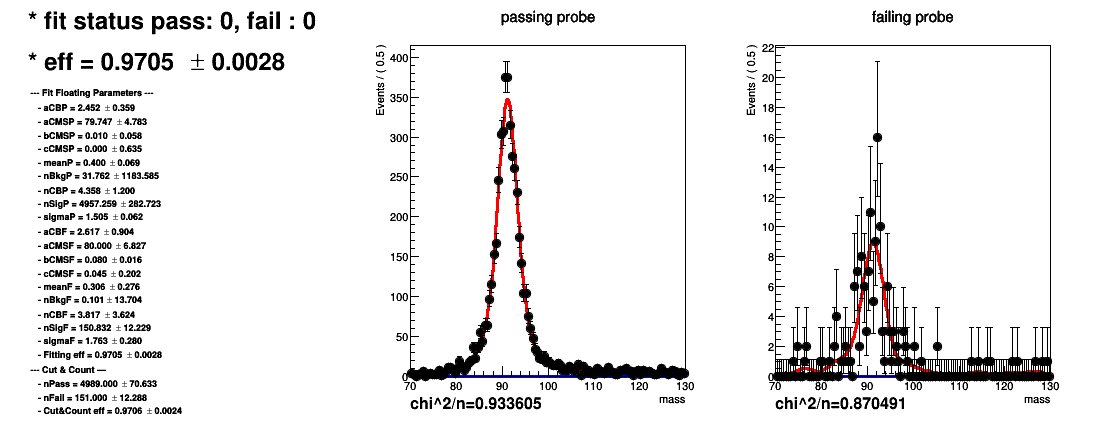 * fit status pass: 0, fail : 0
* eff = 0.9705 ± 0.0028
--- Fit Floating Parameters ---
- aCBP = 2.452 ± 0.359
- aCMSP = 79.747 ± 4.783
- bCMSP = 0.010 ± 0.058
- cCMSP = 0.000 ± 0.635
- meanP = 0.400 ± 0.069
- nBkgP = 31.762 ± 1183.585
- nCBP = 4.358 ± 1.200
- nSigP = 4957.259 ± 282.723
- sigmaP = 1.505 ± 0.062
- aCBF = 2.617 ± 0.904
- aCMSF = 80.000 ± 6.827
- bCMSF = 0.080 ± 0.016
- cCMSF = 0.045 ± 0.202
- meanF = 0.306 ± 0.276
- nBkgF = 0.101 ± 13.704
- nCBF = 3.817 ± 3.624
- nSigF = 150.832 ± 12.229
- sigmaF = 1.763 ± 0.280
- Fitting eff = 0.9705 ± 0.0028
--- Cut & Count ---
- nPass = 4989.000 ± 70.633
- nFail = 151.000 ± 12.288
- Cut&Count eff = 0.9706 ± 0.0024
passing probe
Events / ( 0.5 )
400
350
300
250
200
150
100
50
0
70 80 90 100 110 120 130
mass
chi^2/n=0.933605
failing probe
Events / ( 0.5 )
22
20
18
16
14
12
10
8
6
4
2
0
70 80 90 100 110 120 130
mass
chi^2/n=0.870491